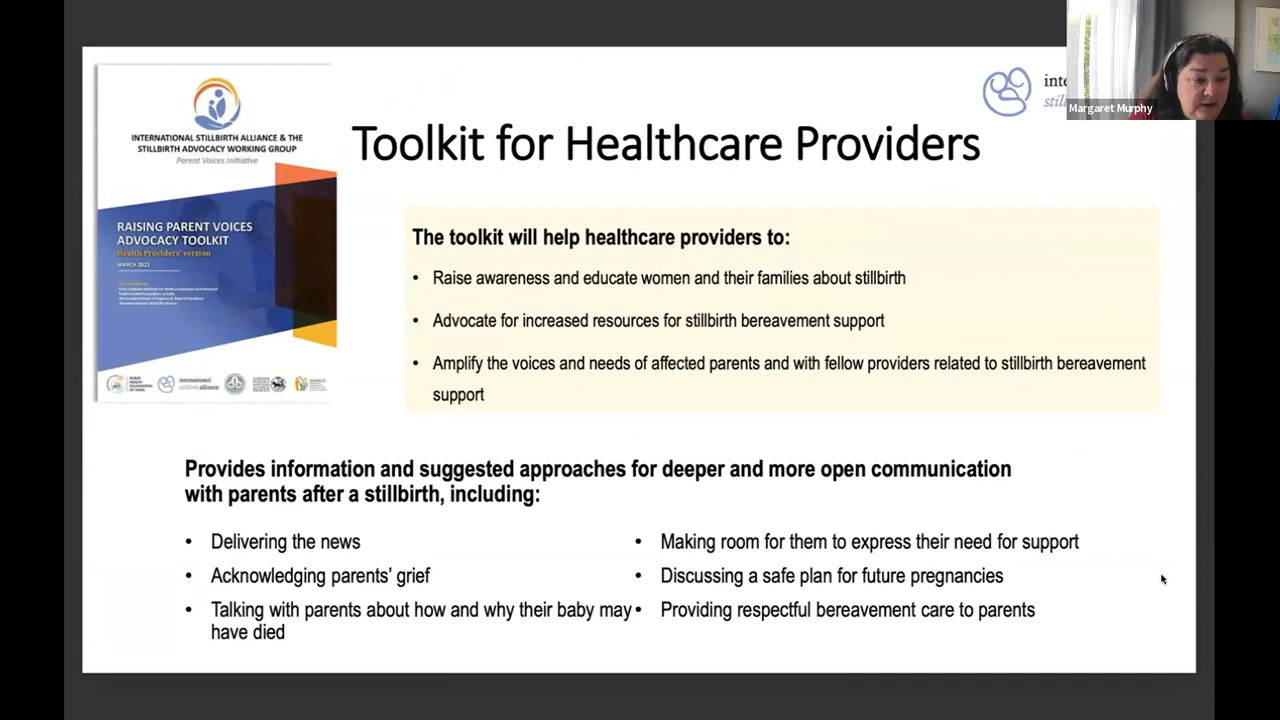 Margaret Murphy
INTERNATIONAL STILLBIRTH ALLIANCE & THE
STILLBIRTH ADVOCACY WORKING GROUP
Parent Voices Initiative
RAISING PARENT VOICES
ADVOCACY TOOLKIT
Health Providers' version
MARCH 2022
international
stillbirth alliance
Toolkit for Healthcare Providers
The toolkit will help healthcare providers to:
• Raise awareness and educate women and their families about stillbirth
• Advocate for increased resources for stillbirth bereavement support
• Amplify the voices and needs of affected parents and with fellow providers related to stillbirth bereavement
support
Provides information and suggested approaches for deeper and more open communication
with parents after a stillbirth, including:
• Delivering the news
• Acknowledging parents' grief
• Talking with parents about how and why their baby may
have died
• Making room for them to express their need for support
• Discussing a safe plan for future pregnancies
• Providing respectful bereavement care to parents